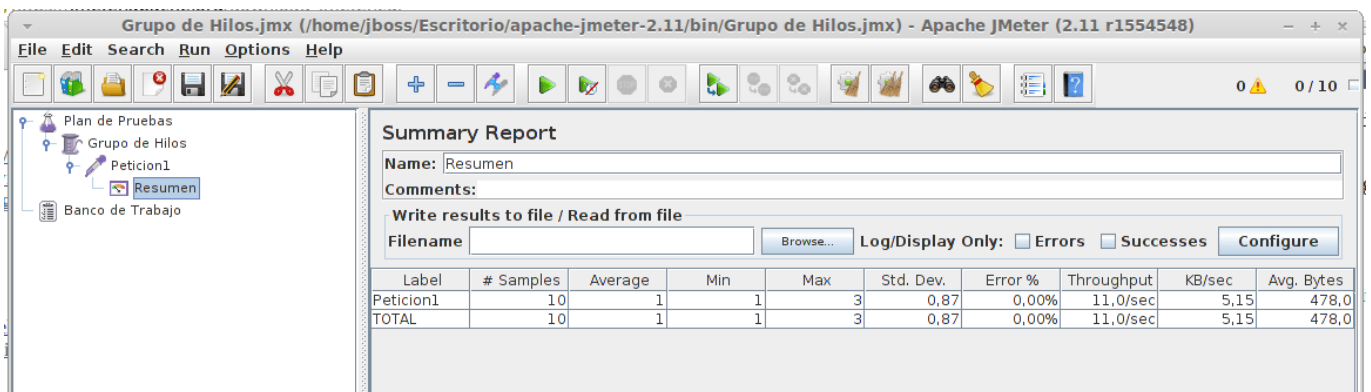 Grupo de Hilos.jmx (/home/jboss/Escritorio/apache-jmeter-2.11/bin/Grupo de Hilos.jmx) - Apache JMeter (2.11 r1554548)
File Edit Search Run Options Help
0 0 / 10
Plan de Pruebas
Grupo de Hilos
Peticion1
Resumen
Banco de Trabajo
Summary Report
Name: Resumen
Comments:
Write results to file / Read from file
Filename Browse... Log/Display Only: Errors Successes Configure
Label # Samples Average Min Max Std. Dev. Error % Throughput KB/sec Avg. Bytes
Peticion1 10 1 1 3 0,87 0,00% 11,0/sec 5,15 478,0
TOTAL 10 1 1 3 0,87 0,00% 11,0/sec 5,15 478,0